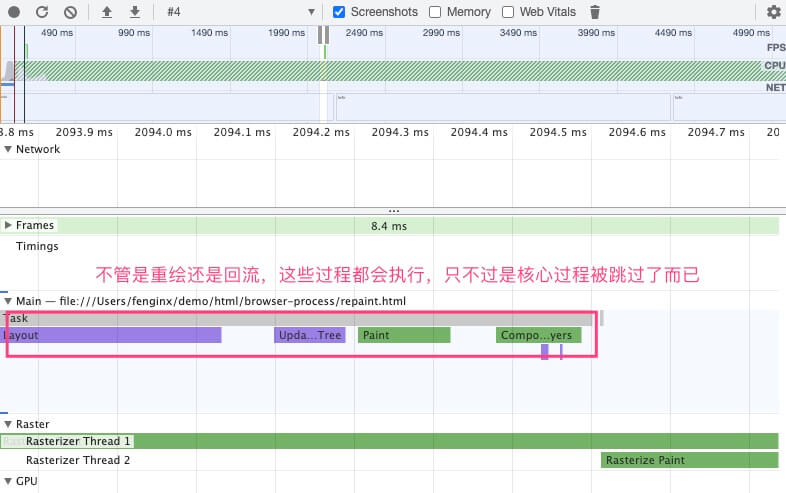 #4 Screenshots Memory Web Vitals
490 ms 990 ms 1490 ms 1990 ms 2490 ms 2990 ms 3490 ms 3990 ms 4490 ms 4990 ms
FPS
CPU
NET
3.8 ms 2093.9 ms 2094.0 ms 2094.1 ms 2094.2 ms 2094.3 ms 2094.4 ms 2094.5 ms 2094.6 ms 2094.7 ms 20
Network
...
Frames 8.4 ms
Timings
不管是重绘还是回流，这些过程都会执行，只不过是核心过程被跳过了而已
Main — file:///Users/fenginx/demo/html/browser-process/repaint.html
Task
Layout Upda...Tree Paint Compo...yers
Raster
Rasterizer Thread 1
Rasterizer Thread 2 Rasterize Paint
GPU